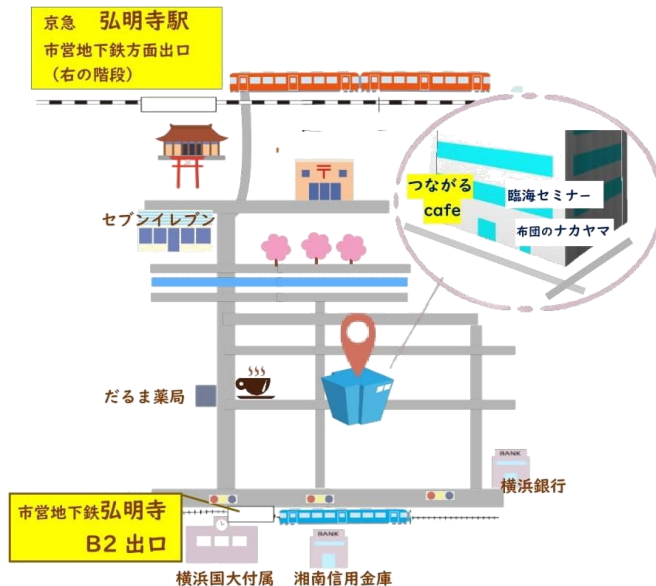 京急 弘明寺駅
市営地下鉄方面出口
(右の階段)
〒
つながる
cafe
臨海セミナー
布団のナカヤマ
セブンイレブン
だるま薬局
BANK
横浜銀行
市営地下鉄弘明寺
B2 出口
横浜国大付属
BANK
湘南信用金庫